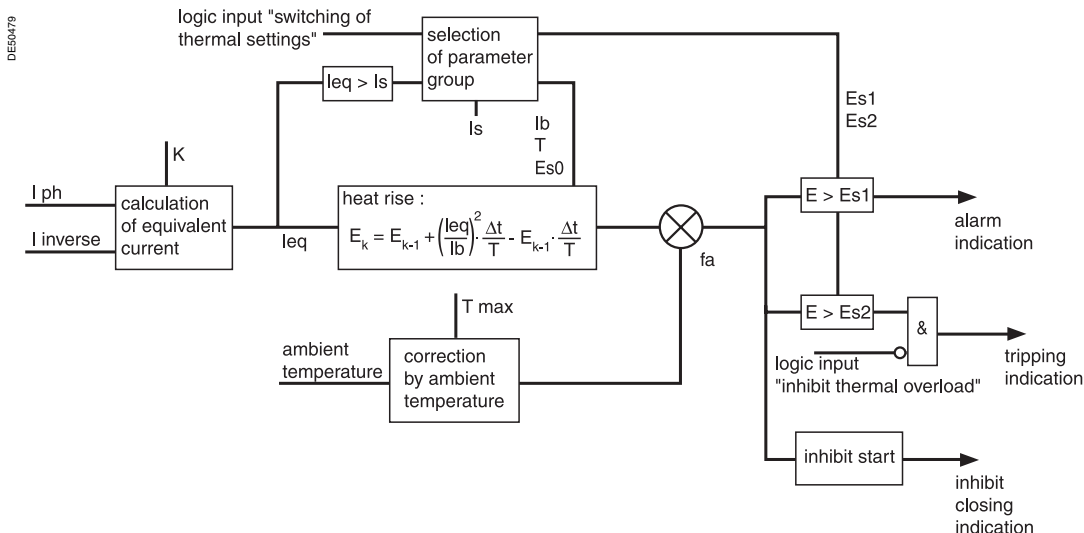 DE50479
logic input "switching of
thermal settings"
selection
of parameter
group
Ieq > Is
Is
Ib
T
Es0
Es1
Es2
K
I ph
I inverse
calculation
of equivalent
current
Ieq
heat rise :
E_k = E_{k-1} + (Ieq/Ib)^2 · Δt/T - E_{k-1} · Δt/T
fa
E > Es1
alarm
indication
T max
ambient
temperature
correction
by ambient
temperature
E > Es2
&
logic input
"inhibit thermal overload"
tripping
indication
inhibit start
inhibit
closing
indication